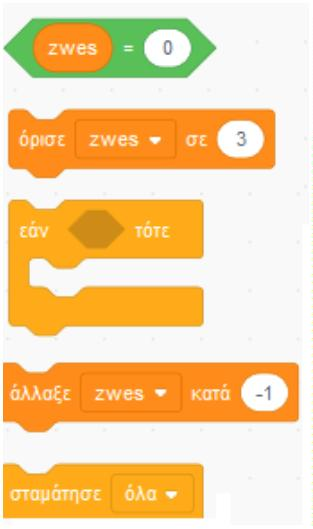 zwes = 0
όρισε zwes σε 3
εάν τότε
άλλαξε zwes κατά -1
σταμάτησε όλα